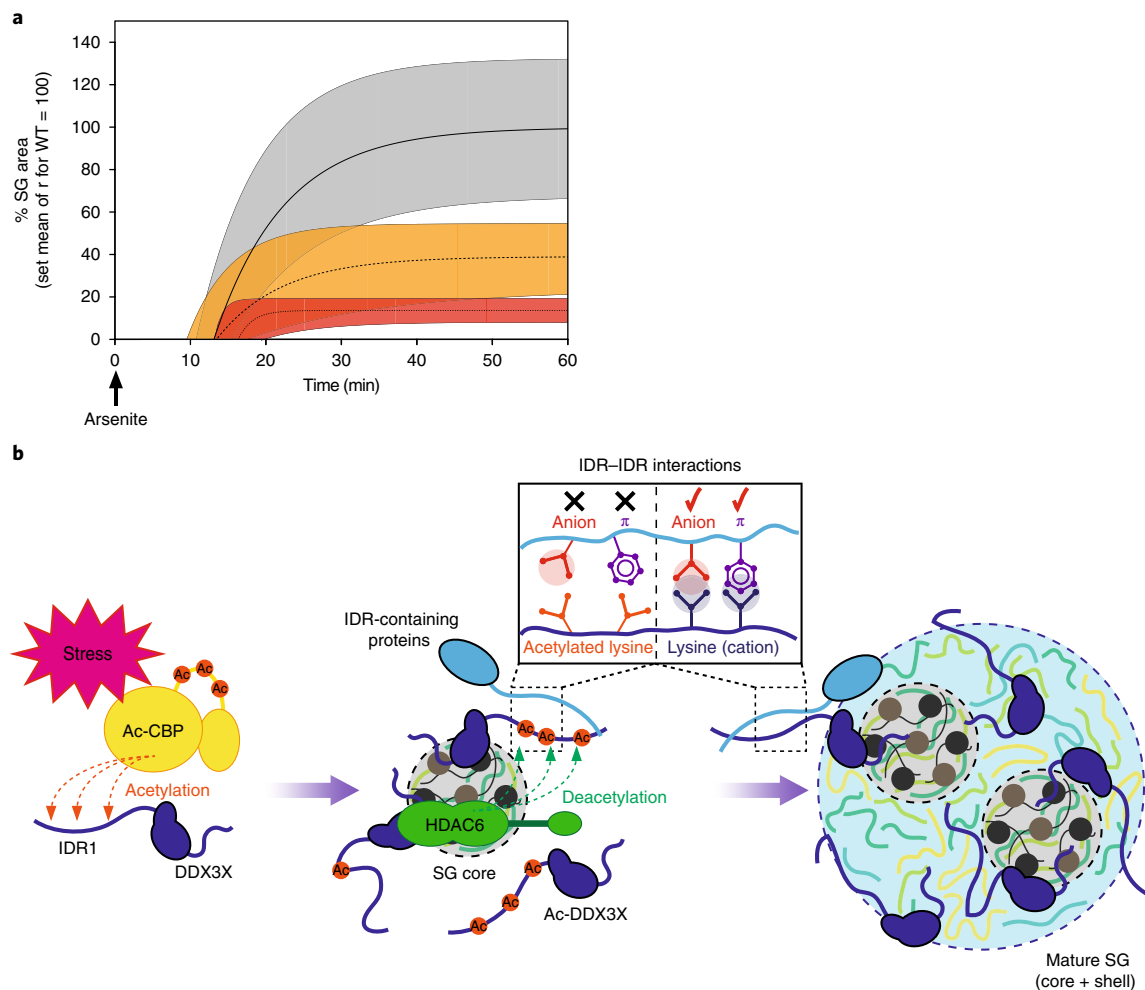 a
140
120
100
80
60
40
20
0
% SG area
(set mean of r for WT = 100)
0 10 20 30 40 50 60
Time (min)
Arsenite
b
IDR–IDR interactions
Anion π Anion π
Acetylated lysine Lysine (cation)
IDR-containing
proteins
Stress
Ac Ac Ac
Ac-CBP
Acetylation
IDR1
DDX3X
Ac Ac Ac
Deacetylation
HDAC6
SG core
Ac
Ac
Ac
Ac
Ac-DDX3X
Mature SG
(core + shell)